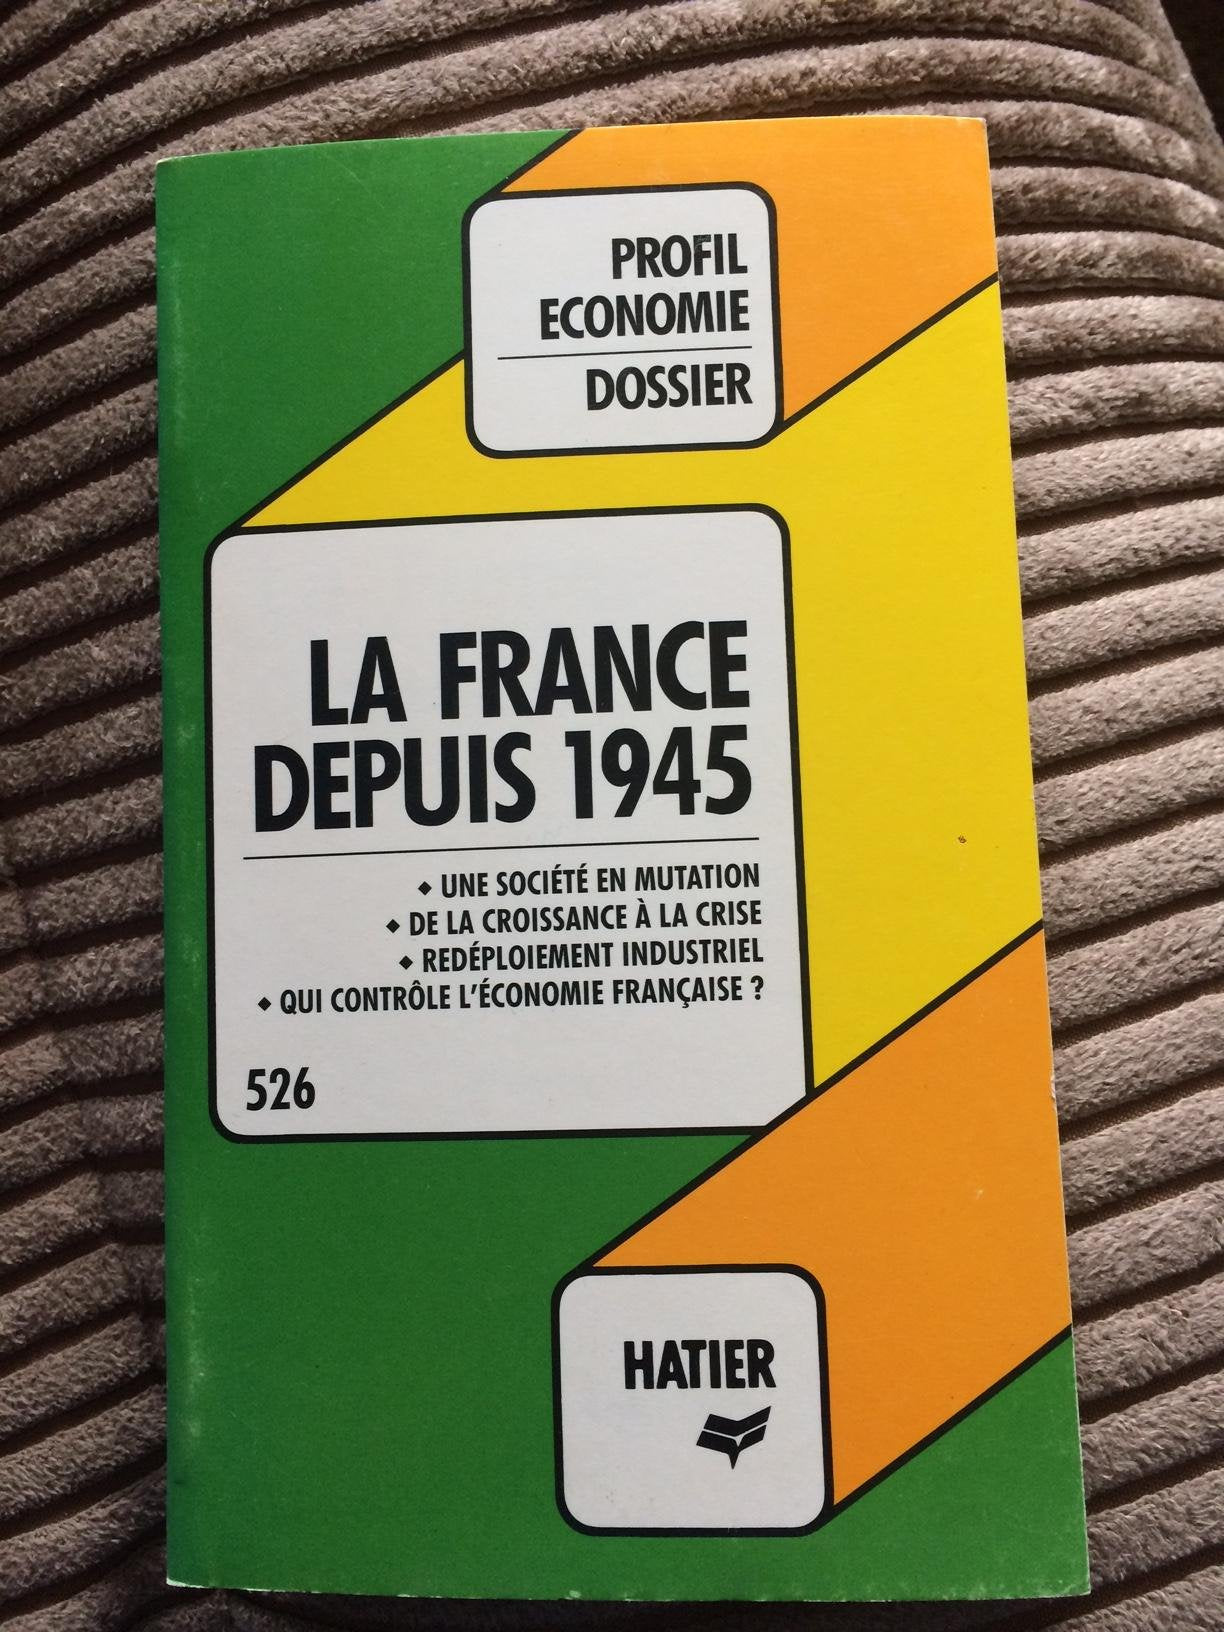 PROFIL
ECONOMIE
DOSSIER
LA FRANCE
DEPUIS 1945
◆ UNE SOCIÉTÉ EN MUTATION
◆ DE LA CROISSANCE À LA CRISE
◆ REDÉPLOIEMENT INDUSTRIEL
◆ QUI CONTRÔLE L'ÉCONOMIE FRANÇAISE ?
526
HATIER